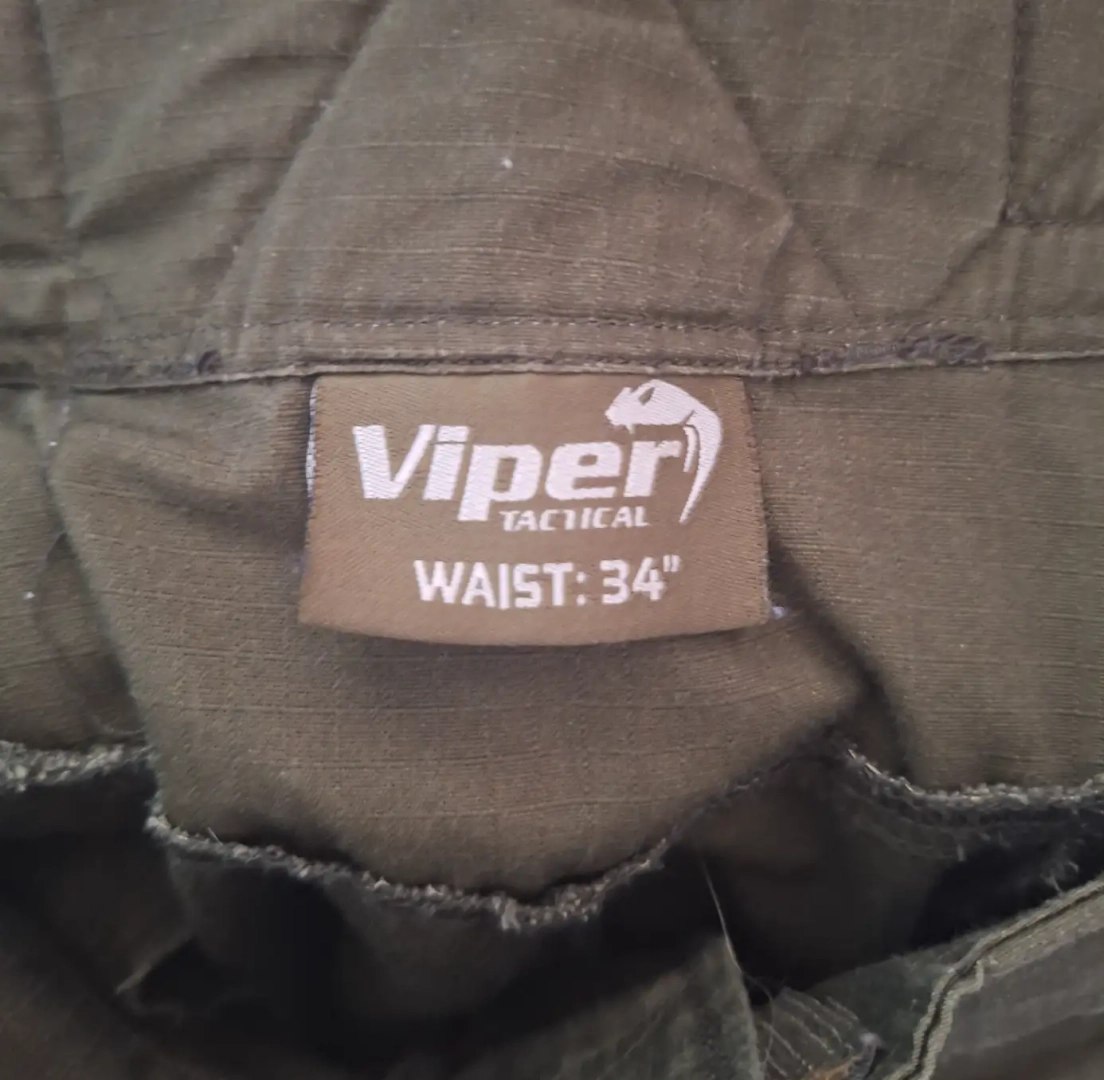 Viper
TACTICAL
WAIST: 34"